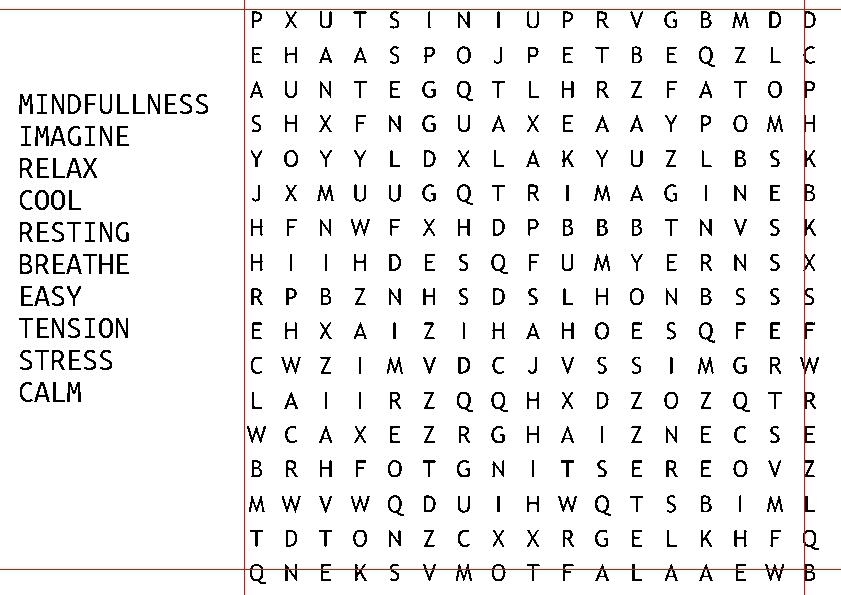 MINDFULLNESS
IMAGINE
RELAX
COOL
RESTING
BREATHE
EASY
TENSION
STRESS
CALM
P X U T S I N I U P R V G B M D D
E H A A S P O J P E T B E Q Z L C
A U N T E G Q T L H R Z F A T O P
S H X F N G U A X E A A Y P O M H
Y O Y Y L D X L A K Y U Z L B S K
J X M U U G Q T R I M A G I N E B
H F N W F X H D P B B B T N V S K
H I I H D E S Q F U M Y E R N S X
R P B Z N H S D S L H O N B S S S
E H X A I Z I H A H O E S Q F E F
C W Z I M V D C J V S S I M G R W
L A I I R Z Q Q H X D Z O Z Q T R
W C A X E Z R G H A I Z N E C S E
B R H F O T G N I T S E R E O V Z
M W V W Q D U I H W Q T S B I M L
T D T O N Z C X X R G E L K H F Q
Q N E K S V M O T F A L A A E W B